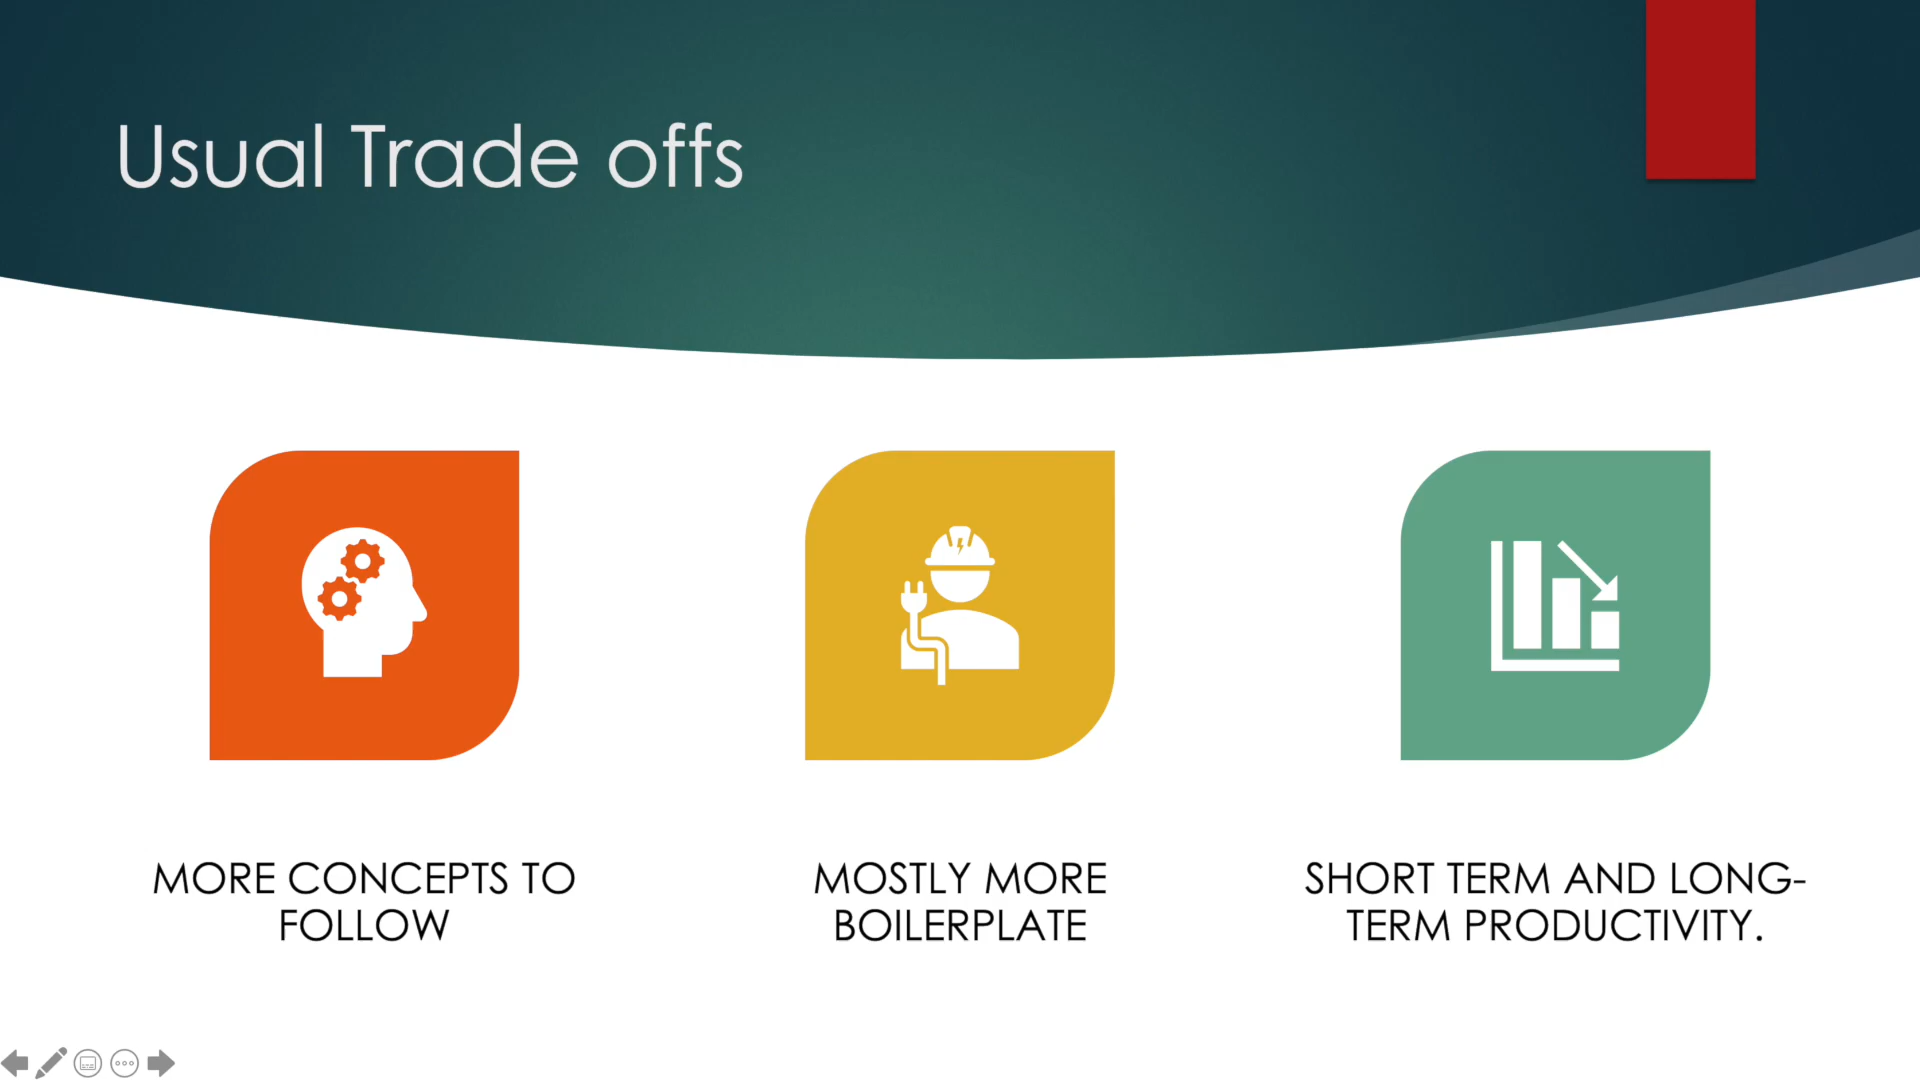 Usual Trade offs
MORE CONCEPTS TO
FOLLOW
MOSTLY MORE
BOILERPLATE
SHORT TERM AND LONG-
TERM PRODUCTIVITY.